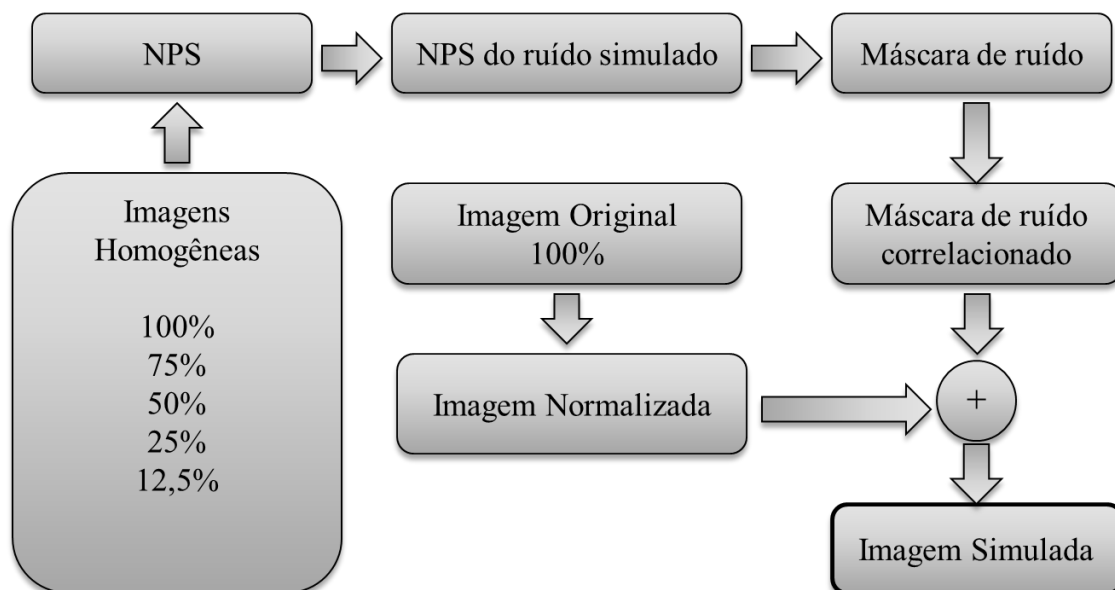 NPS
NPS do ruído simulado
Máscara de ruído
Imagens
Homogêneas
100%
75%
50%
25%
12,5%
Imagem Original
100%
Máscara de ruído
correlacionado
Imagem Normalizada
+
Imagem Simulada